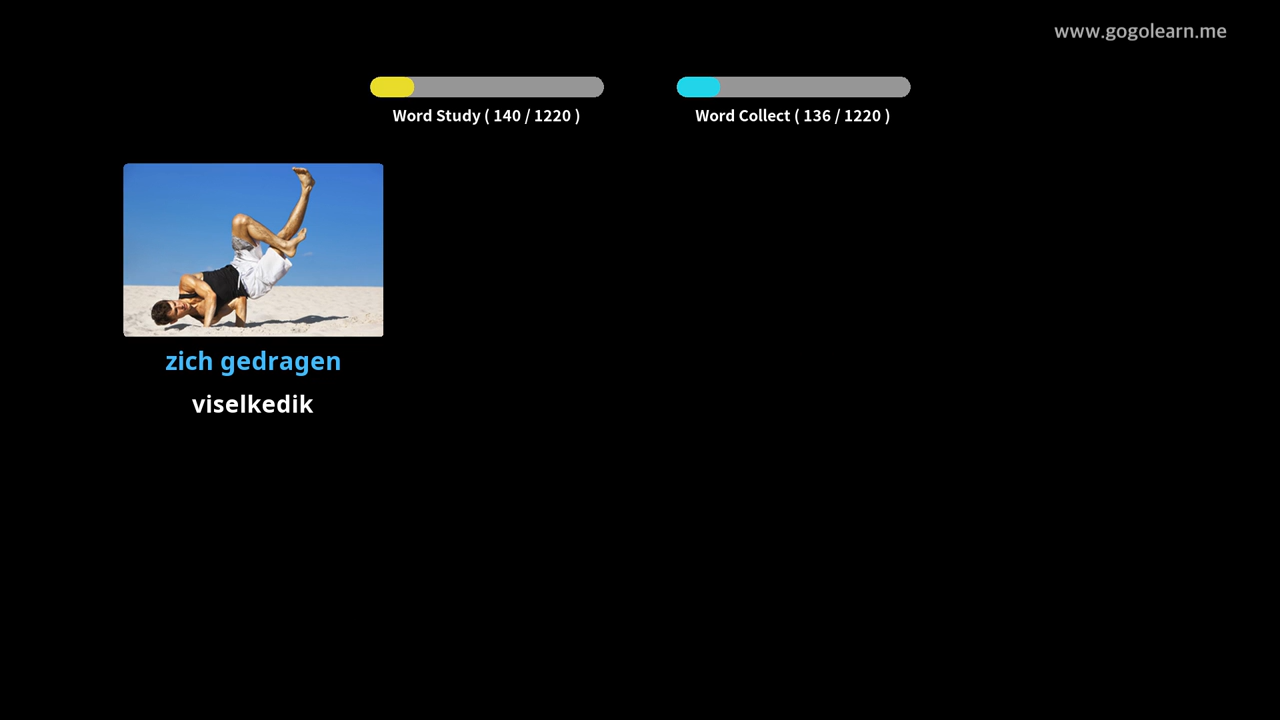 www.gogolearn.me
Word Study ( 140 / 1220 )
Word Collect ( 136 / 1220 )
zich gedragen
viselkedik